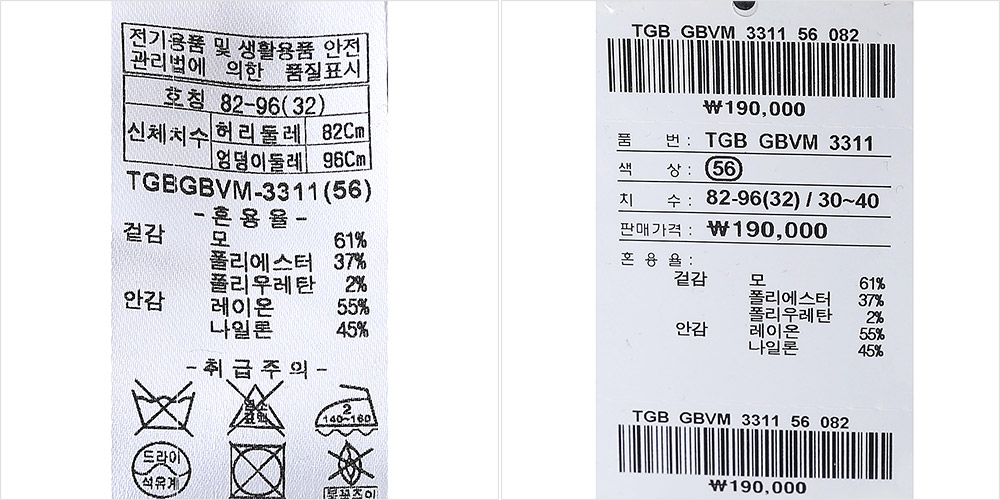 전기용품 및 생활용품 안전
관리법에 의한 품질표시
호칭 82-96(32)
신체치수 허리둘레 82Cm
엉덩이둘레 96Cm
TGBGBVM-3311(56)
-혼용율-
겉감 모 61%
폴리에스터 37%
폴리우레탄 2%
안감 레이온 55%
나일론 45%
-취급주의-
염소
표백
2
140~160
드라이
석유계
TGB GBVM 3311 56 082
₩190,000
품 번 : TGB GBVM 3311
색 상 : 56
치 수 : 82-96(32) / 30~40
판매가격 : ₩190,000
혼 용 율 :
겉감 모 61%
폴리에스터 37%
폴리우레탄 2%
안감 레이온 55%
나일론 45%
TGB GBVM 3311 56 082
₩190,000